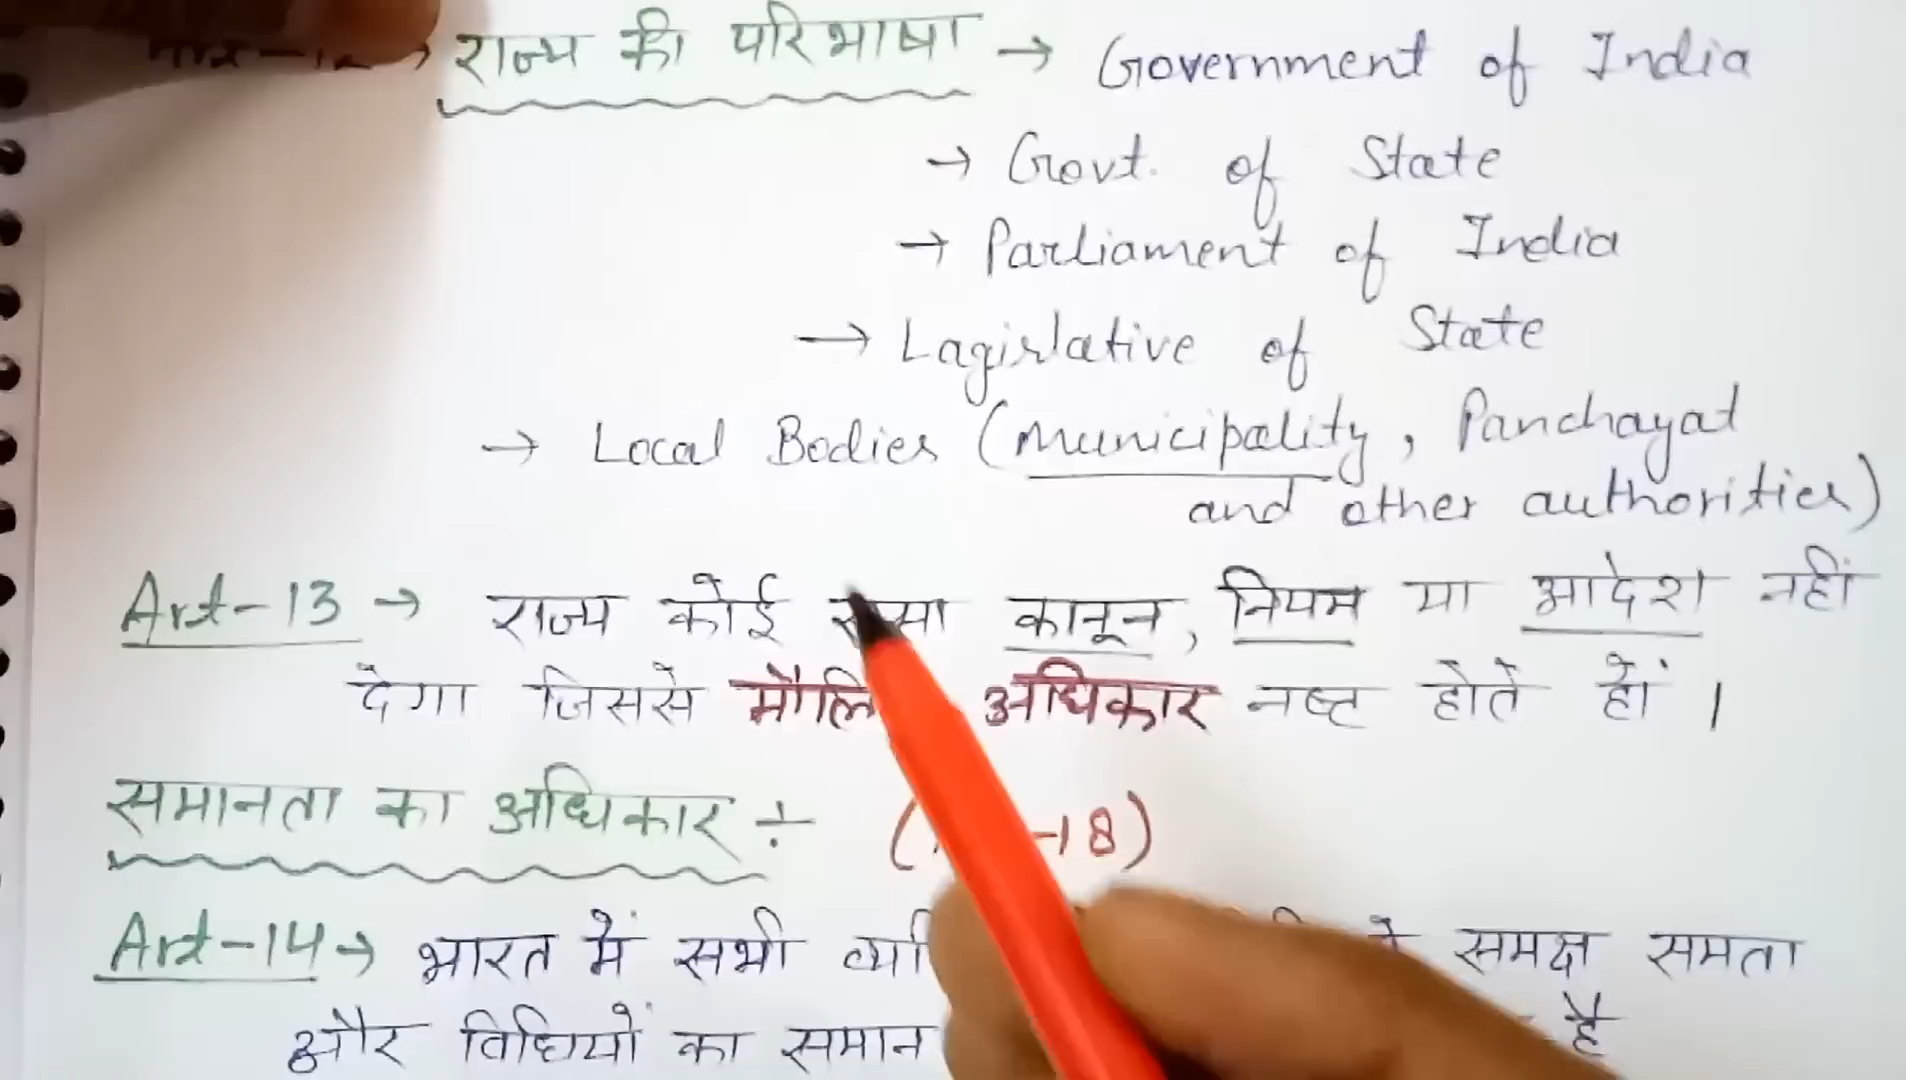 राज्य की परिभाषा → Government of India
→ Govt. of State
→ Parliament of India
→ Lagislative of State
→ Local Bodies (Municipality, Panchayat
and other authorities)
Art-13 → राज्य कोई कानून, नियम या आदेश नहीं
देगा जिससे अधिकार नष्ट होते हों ।
समानता का अधिकार ÷ -18)
Art-14 → भारत में सभी समक्ष समता
और विधियों का समान है